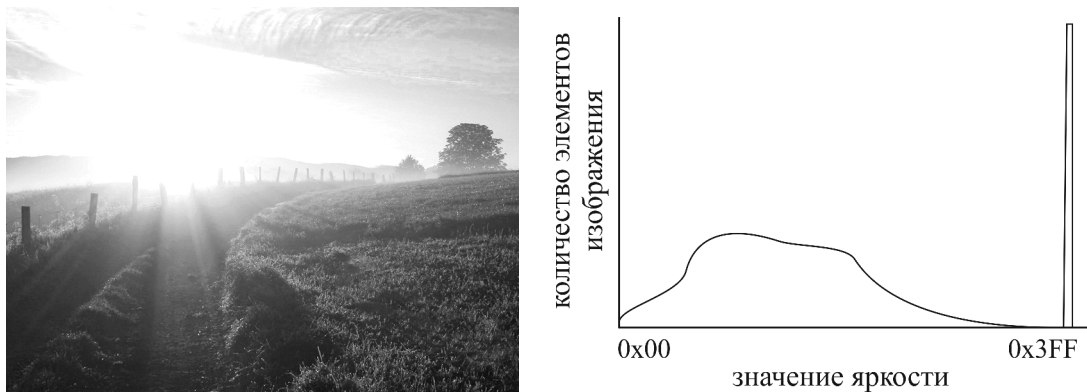 количество элементов
изображения
0x00
0x3FF
значение яркости